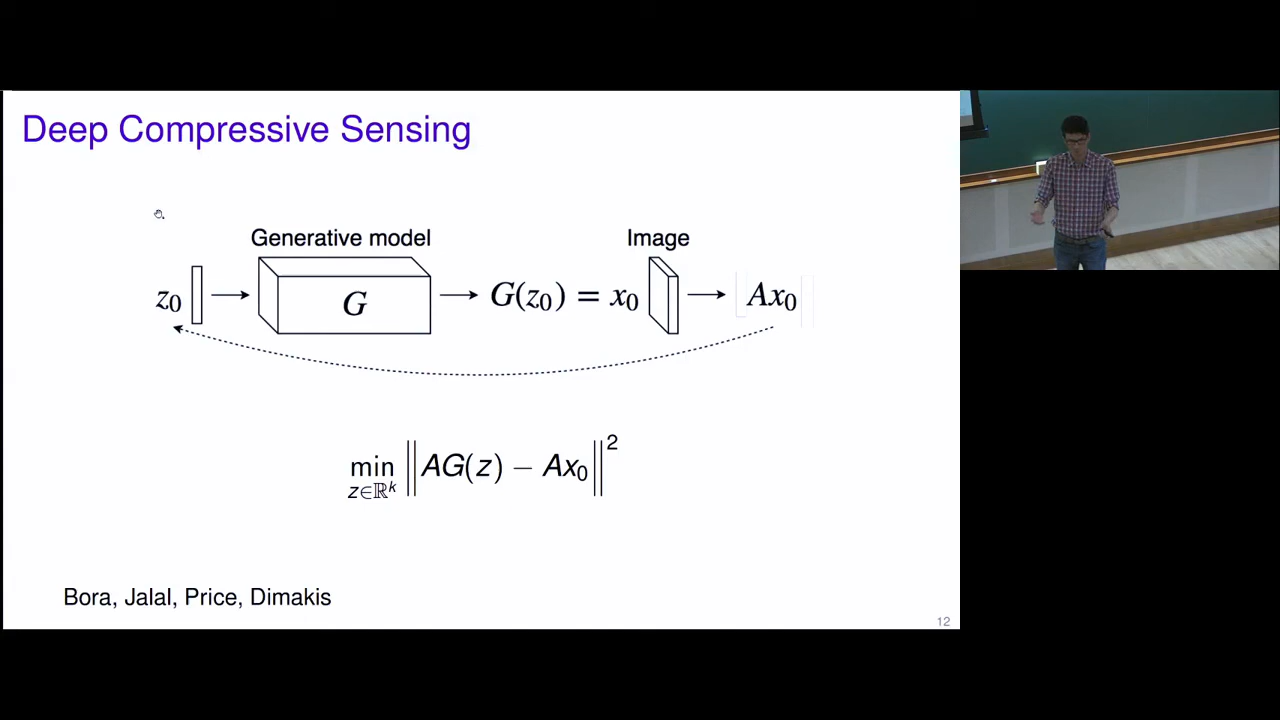 Deep Compressive Sensing
Generative model
Image
z₀ → G → G(z₀) = x₀ → Ax₀
min z∈ℝᵏ ‖AG(z) − Ax₀‖²
Bora, Jalal, Price, Dimakis
12